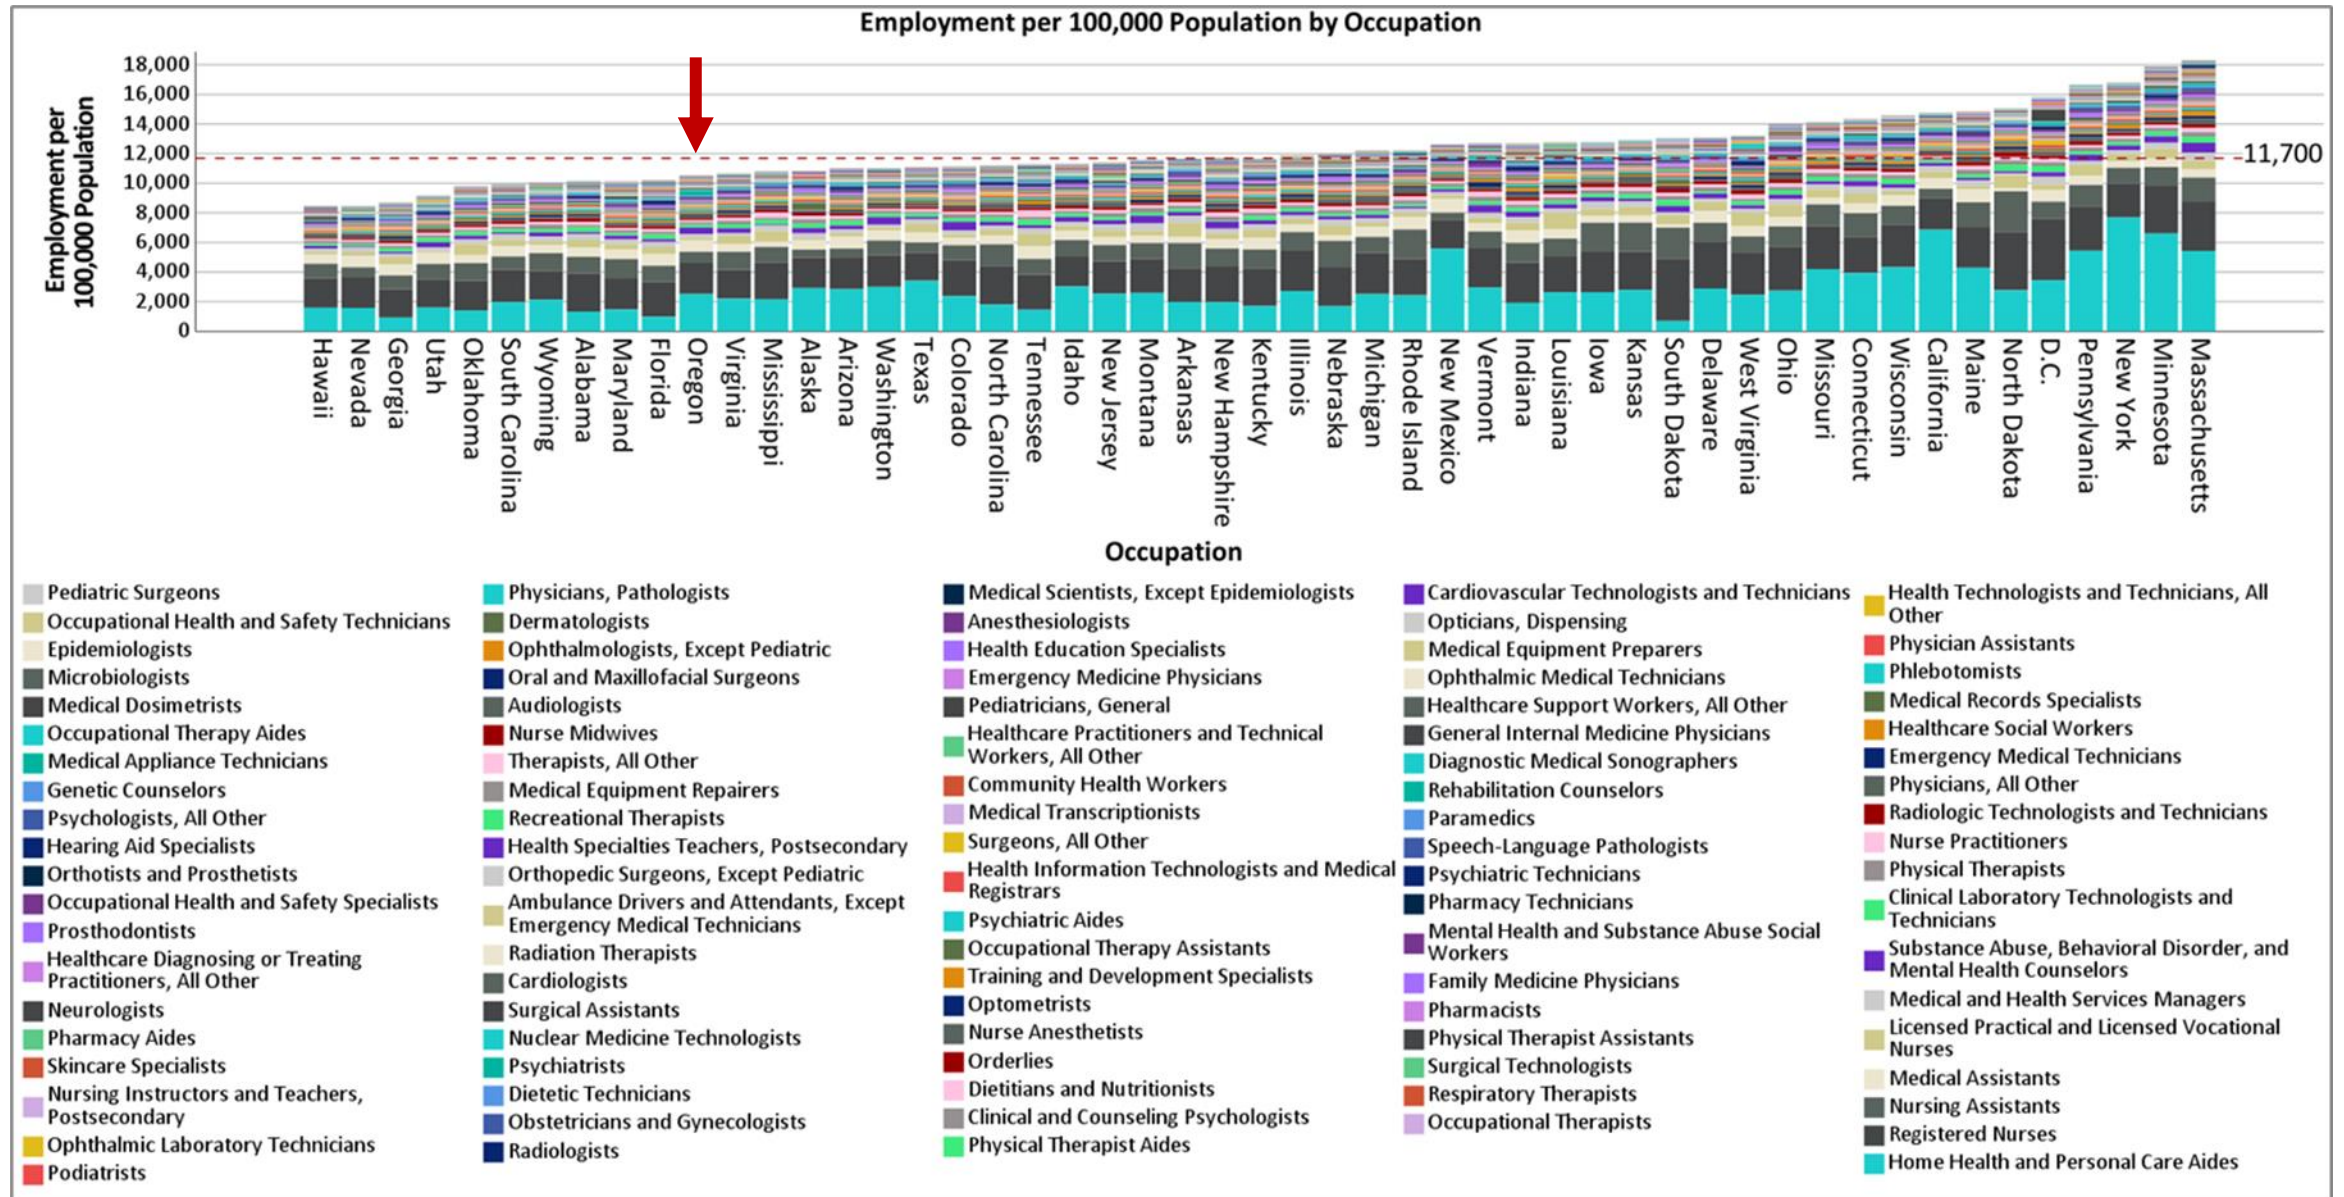 Employment per 100,000 Population by Occupation
Employment per
100,000 Population
18,000
16,000
14,000
12,000
10,000
8,000
6,000
4,000
2,000
0
11,700
Hawaii
Nevada
Georgia
Utah
Oklahoma
South Carolina
Wyoming
Alabama
Maryland
Florida
Oregon
Virginia
Mississippi
Alaska
Arizona
Washington
Texas
Colorado
North Carolina
Tennessee
Idaho
New Jersey
Montana
Arkansas
New Hampshire
Kentucky
Illinois
Nebraska
Michigan
Rhode Island
New Mexico
Vermont
Indiana
Louisiana
Iowa
Kansas
South Dakota
Delaware
West Virginia
Ohio
Missouri
Connecticut
Wisconsin
California
Maine
North Dakota
D.C.
Pennsylvania
New York
Minnesota
Massachusetts
Occupation
Pediatric Surgeons
Occupational Health and Safety Technicians
Epidemiologists
Microbiologists
Medical Dosimetrists
Occupational Therapy Aides
Medical Appliance Technicians
Genetic Counselors
Psychologists, All Other
Hearing Aid Specialists
Orthotists and Prosthetists
Occupational Health and Safety Specialists
Prosthodontists
Healthcare Diagnosing or Treating
Practitioners, All Other
Neurologists
Pharmacy Aides
Skincare Specialists
Nursing Instructors and Teachers,
Postsecondary
Ophthalmic Laboratory Technicians
Podiatrists
Physicians, Pathologists
Dermatologists
Ophthalmologists, Except Pediatric
Oral and Maxillofacial Surgeons
Audiologists
Nurse Midwives
Therapists, All Other
Medical Equipment Repairers
Recreational Therapists
Health Specialties Teachers, Postsecondary
Orthopedic Surgeons, Except Pediatric
Ambulance Drivers and Attendants, Except
Emergency Medical Technicians
Radiation Therapists
Cardiologists
Surgical Assistants
Nuclear Medicine Technologists
Psychiatrists
Dietetic Technicians
Obstetricians and Gynecologists
Radiologists
Medical Scientists, Except Epidemiologists
Anesthesiologists
Health Education Specialists
Emergency Medicine Physicians
Pediatricians, General
Healthcare Practitioners and Technical
Workers, All Other
Community Health Workers
Medical Transcriptionists
Surgeons, All Other
Health Information Technologists and Medical
Registrars
Psychiatric Aides
Occupational Therapy Assistants
Training and Development Specialists
Optometrists
Nurse Anesthetists
Orderlies
Dietitians and Nutritionists
Clinical and Counseling Psychologists
Physical Therapist Aides
Cardiovascular Technologists and Technicians
Opticians, Dispensing
Medical Equipment Preparers
Ophthalmic Medical Technicians
Healthcare Support Workers, All Other
General Internal Medicine Physicians
Diagnostic Medical Sonographers
Rehabilitation Counselors
Paramedics
Speech-Language Pathologists
Psychiatric Technicians
Pharmacy Technicians
Mental Health and Substance Abuse Social
Workers
Family Medicine Physicians
Pharmacists
Physical Therapist Assistants
Surgical Technologists
Respiratory Therapists
Occupational Therapists
Health Technologists and Technicians, All
Other
Physician Assistants
Phlebotomists
Medical Records Specialists
Healthcare Social Workers
Emergency Medical Technicians
Physicians, All Other
Radiologic Technologists and Technicians
Nurse Practitioners
Physical Therapists
Clinical Laboratory Technologists and
Technicians
Substance Abuse, Behavioral Disorder, and
Mental Health Counselors
Medical and Health Services Managers
Licensed Practical and Licensed Vocational
Nurses
Medical Assistants
Nursing Assistants
Registered Nurses
Home Health and Personal Care Aides